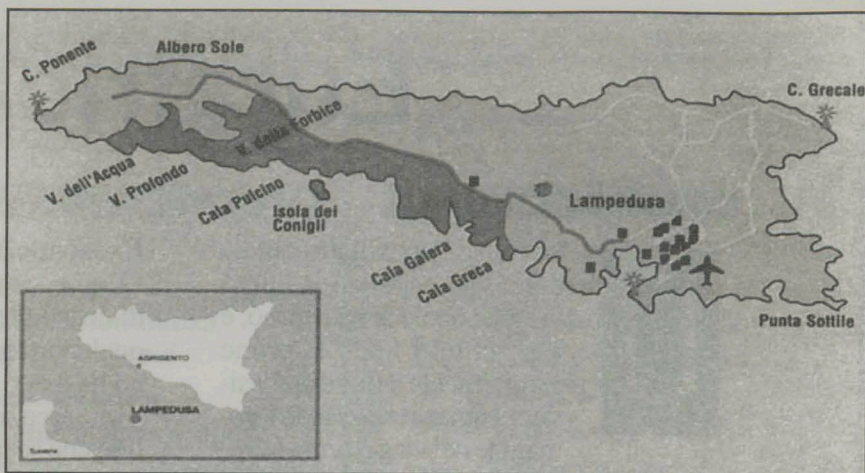 C. Ponente
Albero Sole
C. Grecale
V. dell'Acqua
V. Profondo
V. della Forbice
Cala Pulcino
Isola dei
Conigli
Lampedusa
Cala Galera
Cala Greca
Punta Sottile
AGRIGENTO
LAMPEDUSA